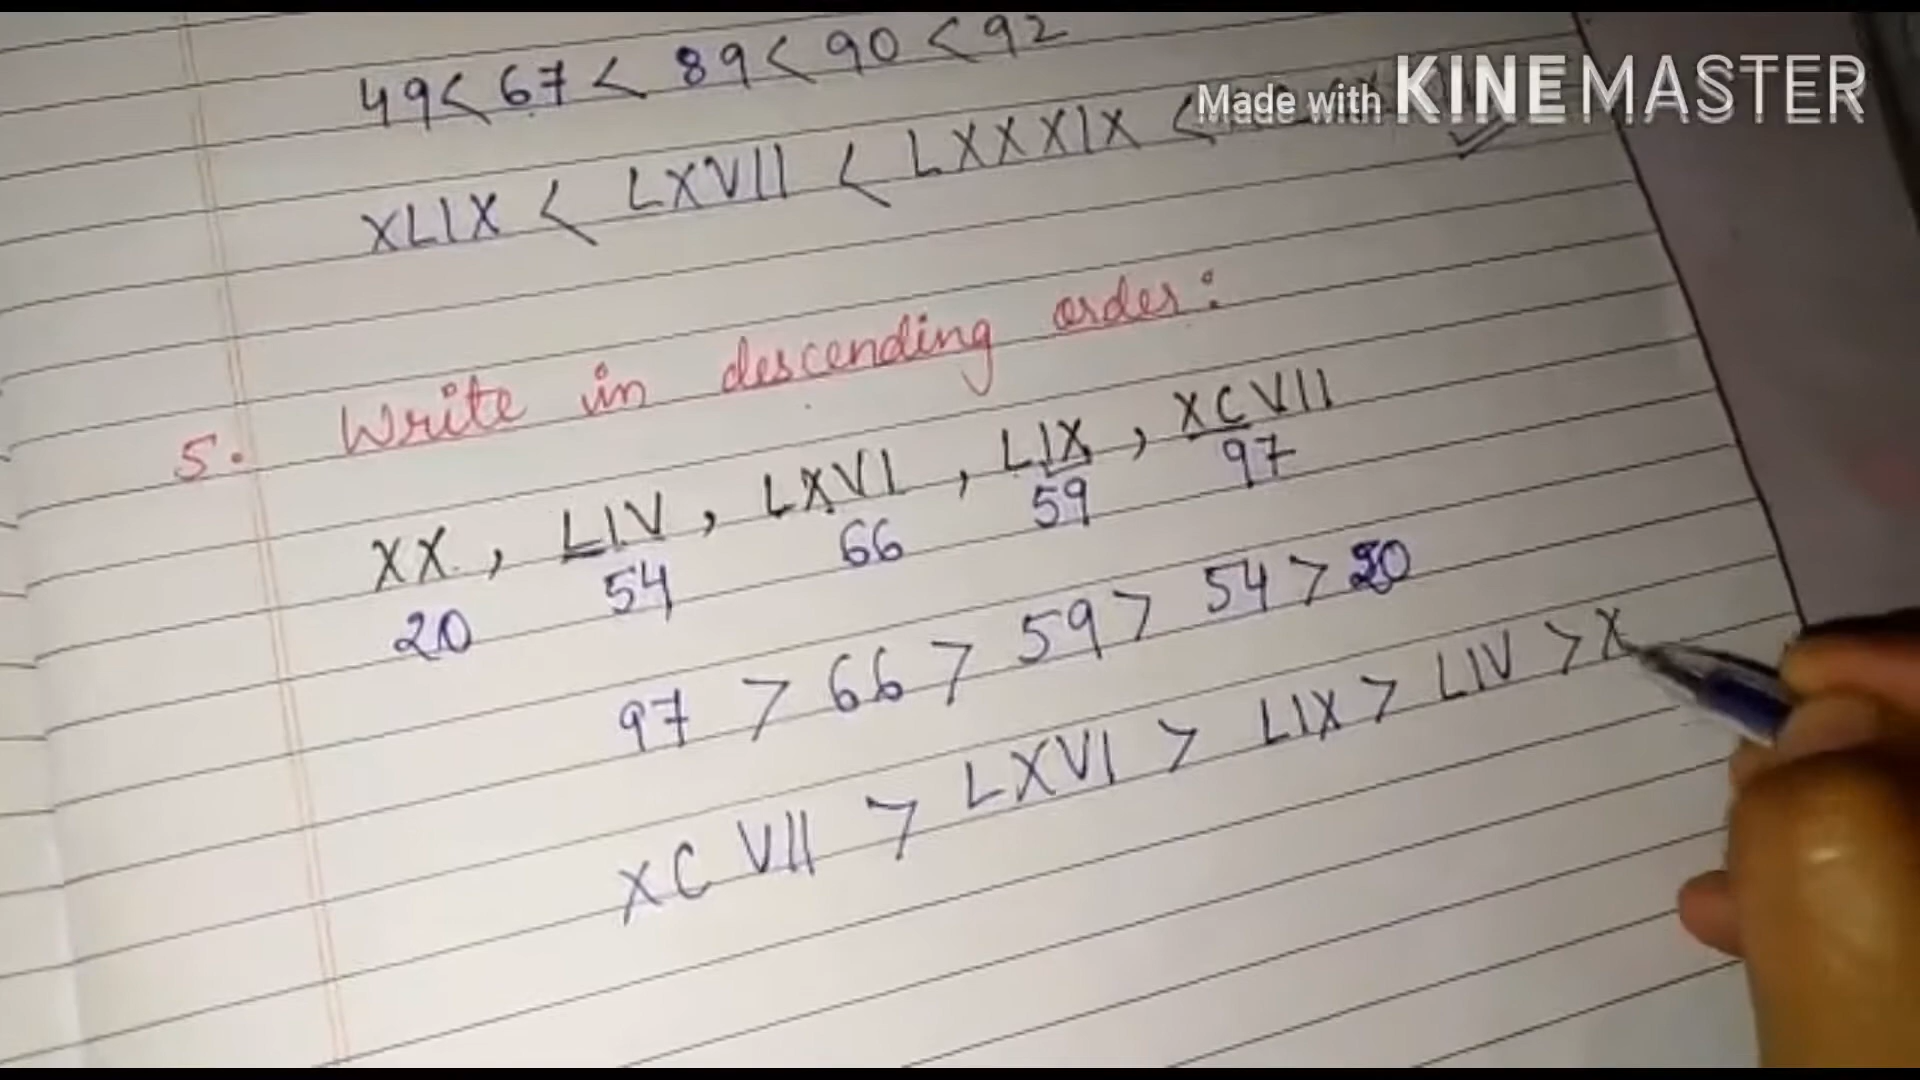 49 < 67 < 89 < 90 < 92
Made with KINEMASTER
XLIX < LXVII < LXXXIX <
5. Write in descending order:
XX, LIV, LXVI, LIX, XCVII
20 54 66 59 97
97 > 66 > 59 > 54 > 20
XCVII > LXVI > LIX > LIV > X